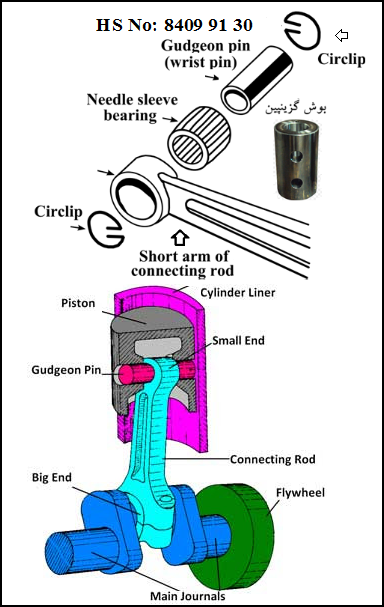 HS No: 8409 91 30
Gudgeon pin
(wrist pin)
Circlip
Needle sleeve
bearing
بوش گزینپین
Circlip
Short arm of
connecting rod
Cylinder Liner
Piston
Small End
Gudgeon Pin
Connecting Rod
Big End
Flywheel
Main Journals